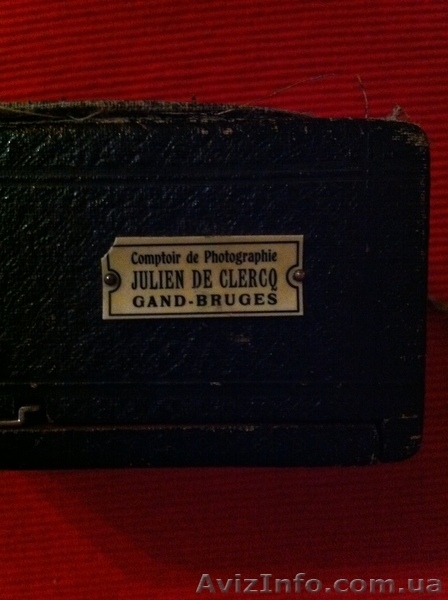 Comptoir de Photographie
JULIEN DE CLERCQ
GAND-BRUGES
AvizInfo.com.ua